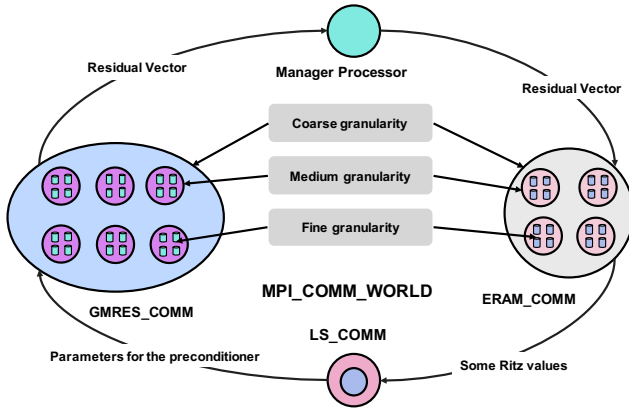 Residual Vector
Manager Processor
Residual Vector
Coarse granularity
Medium granularity
Fine granularity
MPI_COMM_WORLD
GMRES_COMM
ERAM_COMM
LS_COMM
Parameters for the preconditioner
Some Ritz values